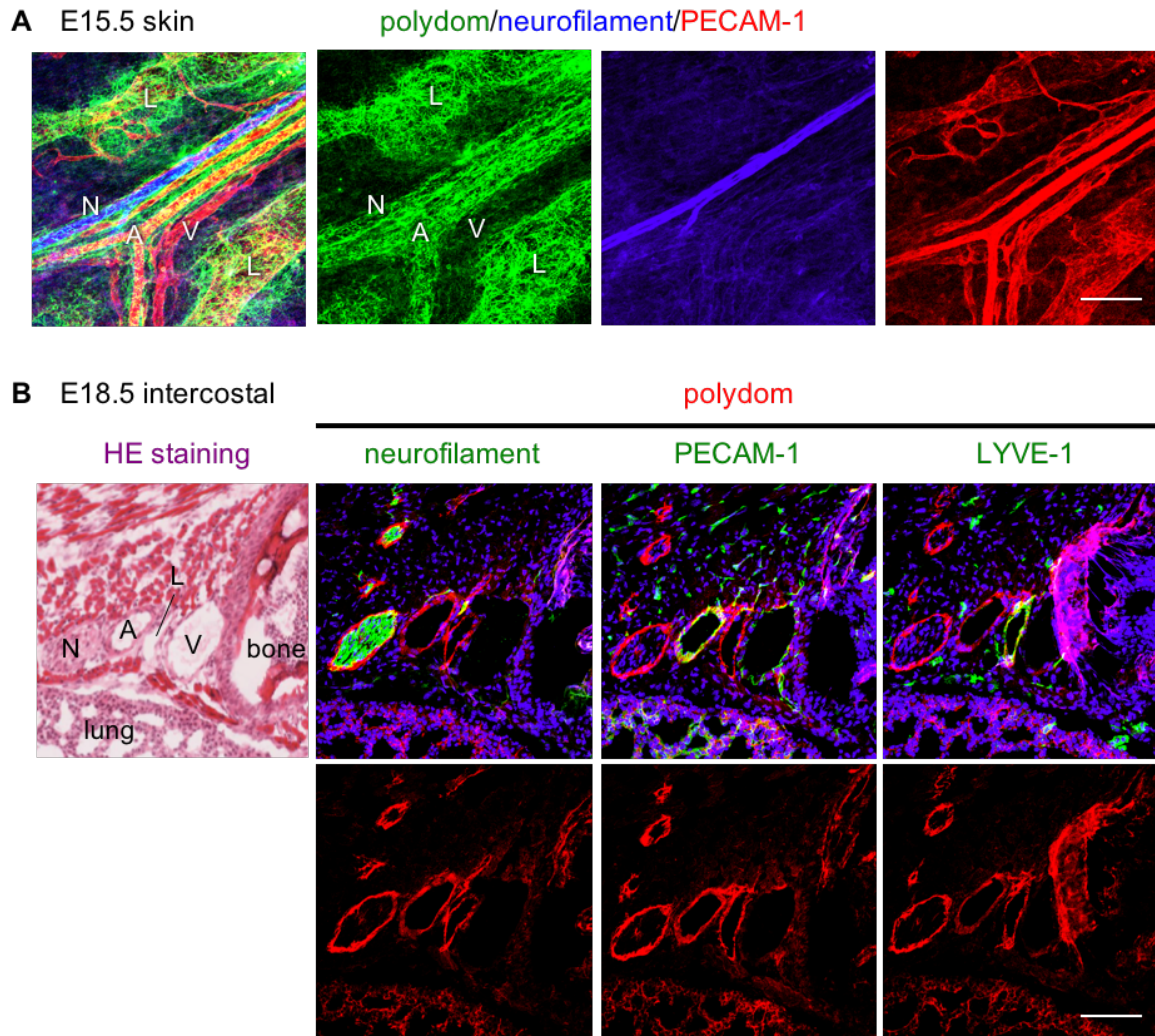 A E15.5 skin polydom/neurofilament/PECAM-1
L L
N N
A V A V
L L
B E18.5 intercostal polydom
HE staining neurofilament PECAM-1 LYVE-1
L
A
N V bone
lung